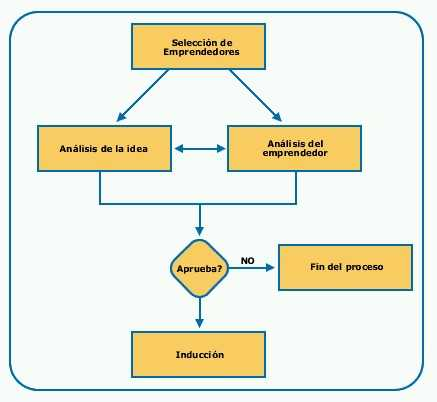 Selección de
Emprendedores
Análisis de la idea
Análisis del
emprendedor
Aprueba?
NO
Fin del proceso
Inducción